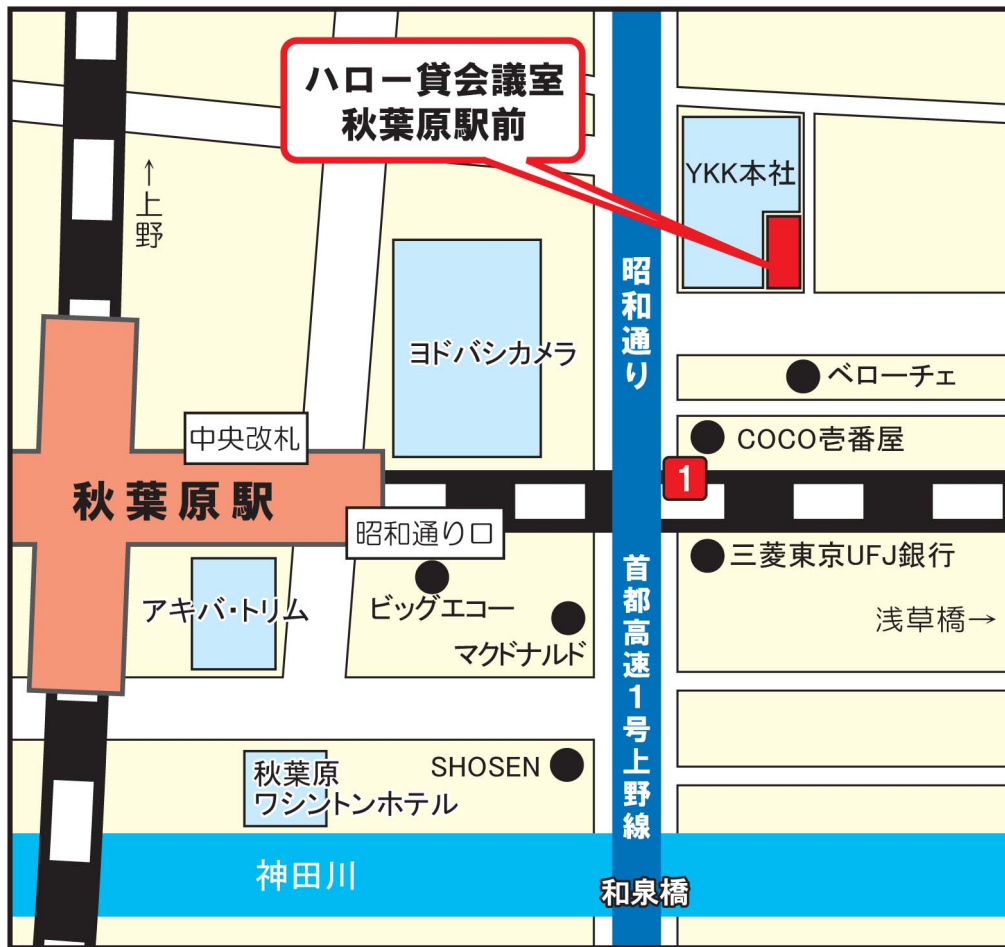 ハロー貸会議室
秋葉原駅前
YKK本社
↑上野
昭和通り
ヨドバシカメラ
ベローチェ
中央改札
COCO壱番屋
1
秋葉原駅
昭和通り口
三菱東京UFJ銀行
首都高速1号上野線
アキバ・トリム
ビッグエコー
浅草橋→
マクドナルド
SHOSEN
秋葉原
ワシントンホテル
神田川
和泉橋